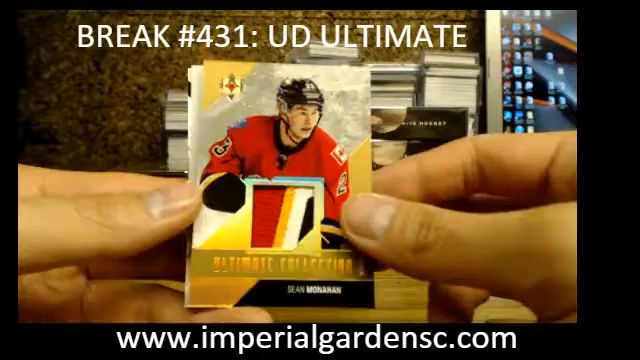 BREAK #431: UD ULTIMATE
ULTIMATE COLLECTION
SEAN MONAHAN
www.imperialgardensc.com